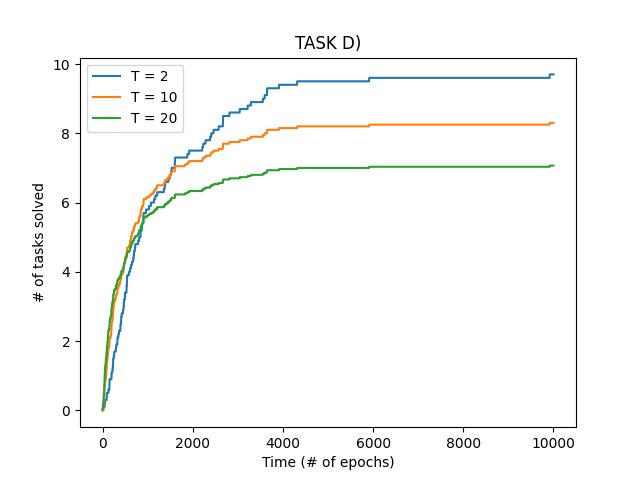 TASK D)
T = 2
T = 10
T = 20
# of tasks solved
10
8
6
4
2
0
0
2000
4000
6000
8000
10000
Time (# of epochs)